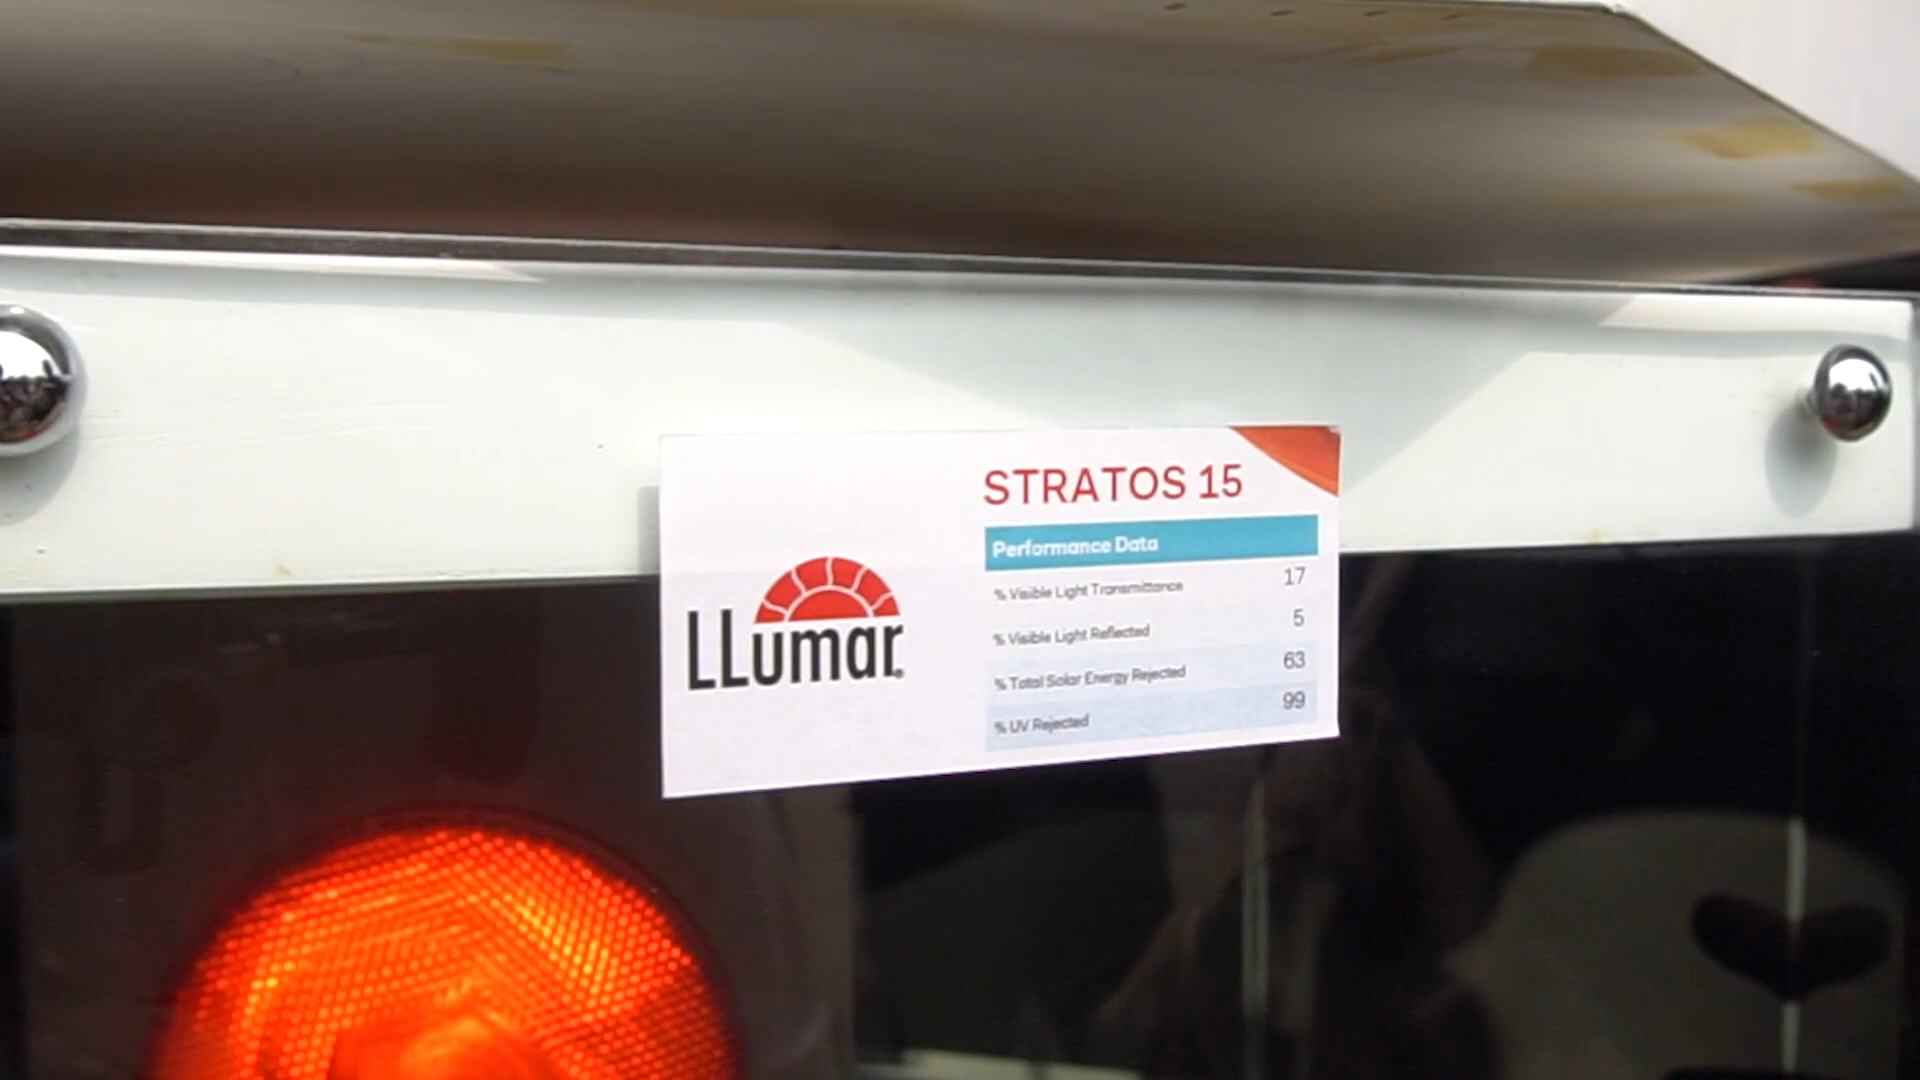 STRATOS 15
Performance Data
% Visible Light Transmittance 17
% Visible Light Reflected 5
% Total Solar Energy Rejected 63
% UV Rejected 99
LLumar®